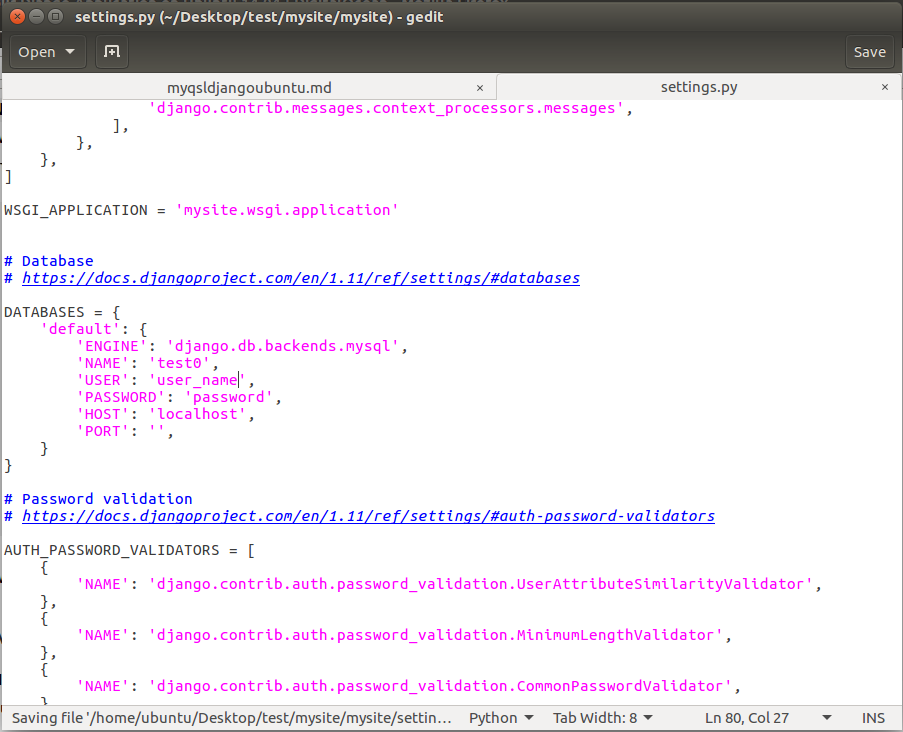 settings.py (~/Desktop/test/mysite/mysite) - gedit
Open
Save
myqsldjangoubuntu.md × settings.py ×
'django.contrib.messages.context_processors.messages',
],
},
},
]
WSGI_APPLICATION = 'mysite.wsgi.application'
# Database
# https://docs.djangoproject.com/en/1.11/ref/settings/#databases
DATABASES = {
'default': {
'ENGINE': 'django.db.backends.mysql',
'NAME': 'test0',
'USER': 'user_name',
'PASSWORD': 'password',
'HOST': 'localhost',
'PORT': '',
}
}
# Password validation
# https://docs.djangoproject.com/en/1.11/ref/settings/#auth-password-validators
AUTH_PASSWORD_VALIDATORS = [
{
'NAME': 'django.contrib.auth.password_validation.UserAttributeSimilarityValidator',
},
{
'NAME': 'django.contrib.auth.password_validation.MinimumLengthValidator',
},
{
'NAME': 'django.contrib.auth.password_validation.CommonPasswordValidator',
}
Saving file '/home/ubuntu/Desktop/test/mysite/mysite/settin... Python Tab Width: 8 Ln 80, Col 27 INS